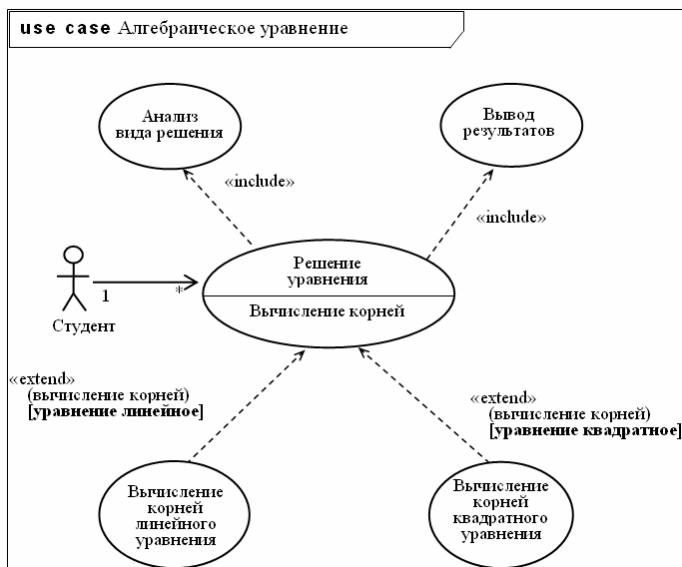 use case Алгебраическое уравнение
Анализ
вида решения
Вывод
результатов
«include»
«include»
Решение
уравнения
Вычисление корней
1
*
Студент
«extend»
(вычисление корней)
[уравнение линейное]
«extend»
(вычисление корней)
[уравнение квадратное]
Вычисление
корней
линейного
уравнения
Вычисление
корней
квадратного
уравнения